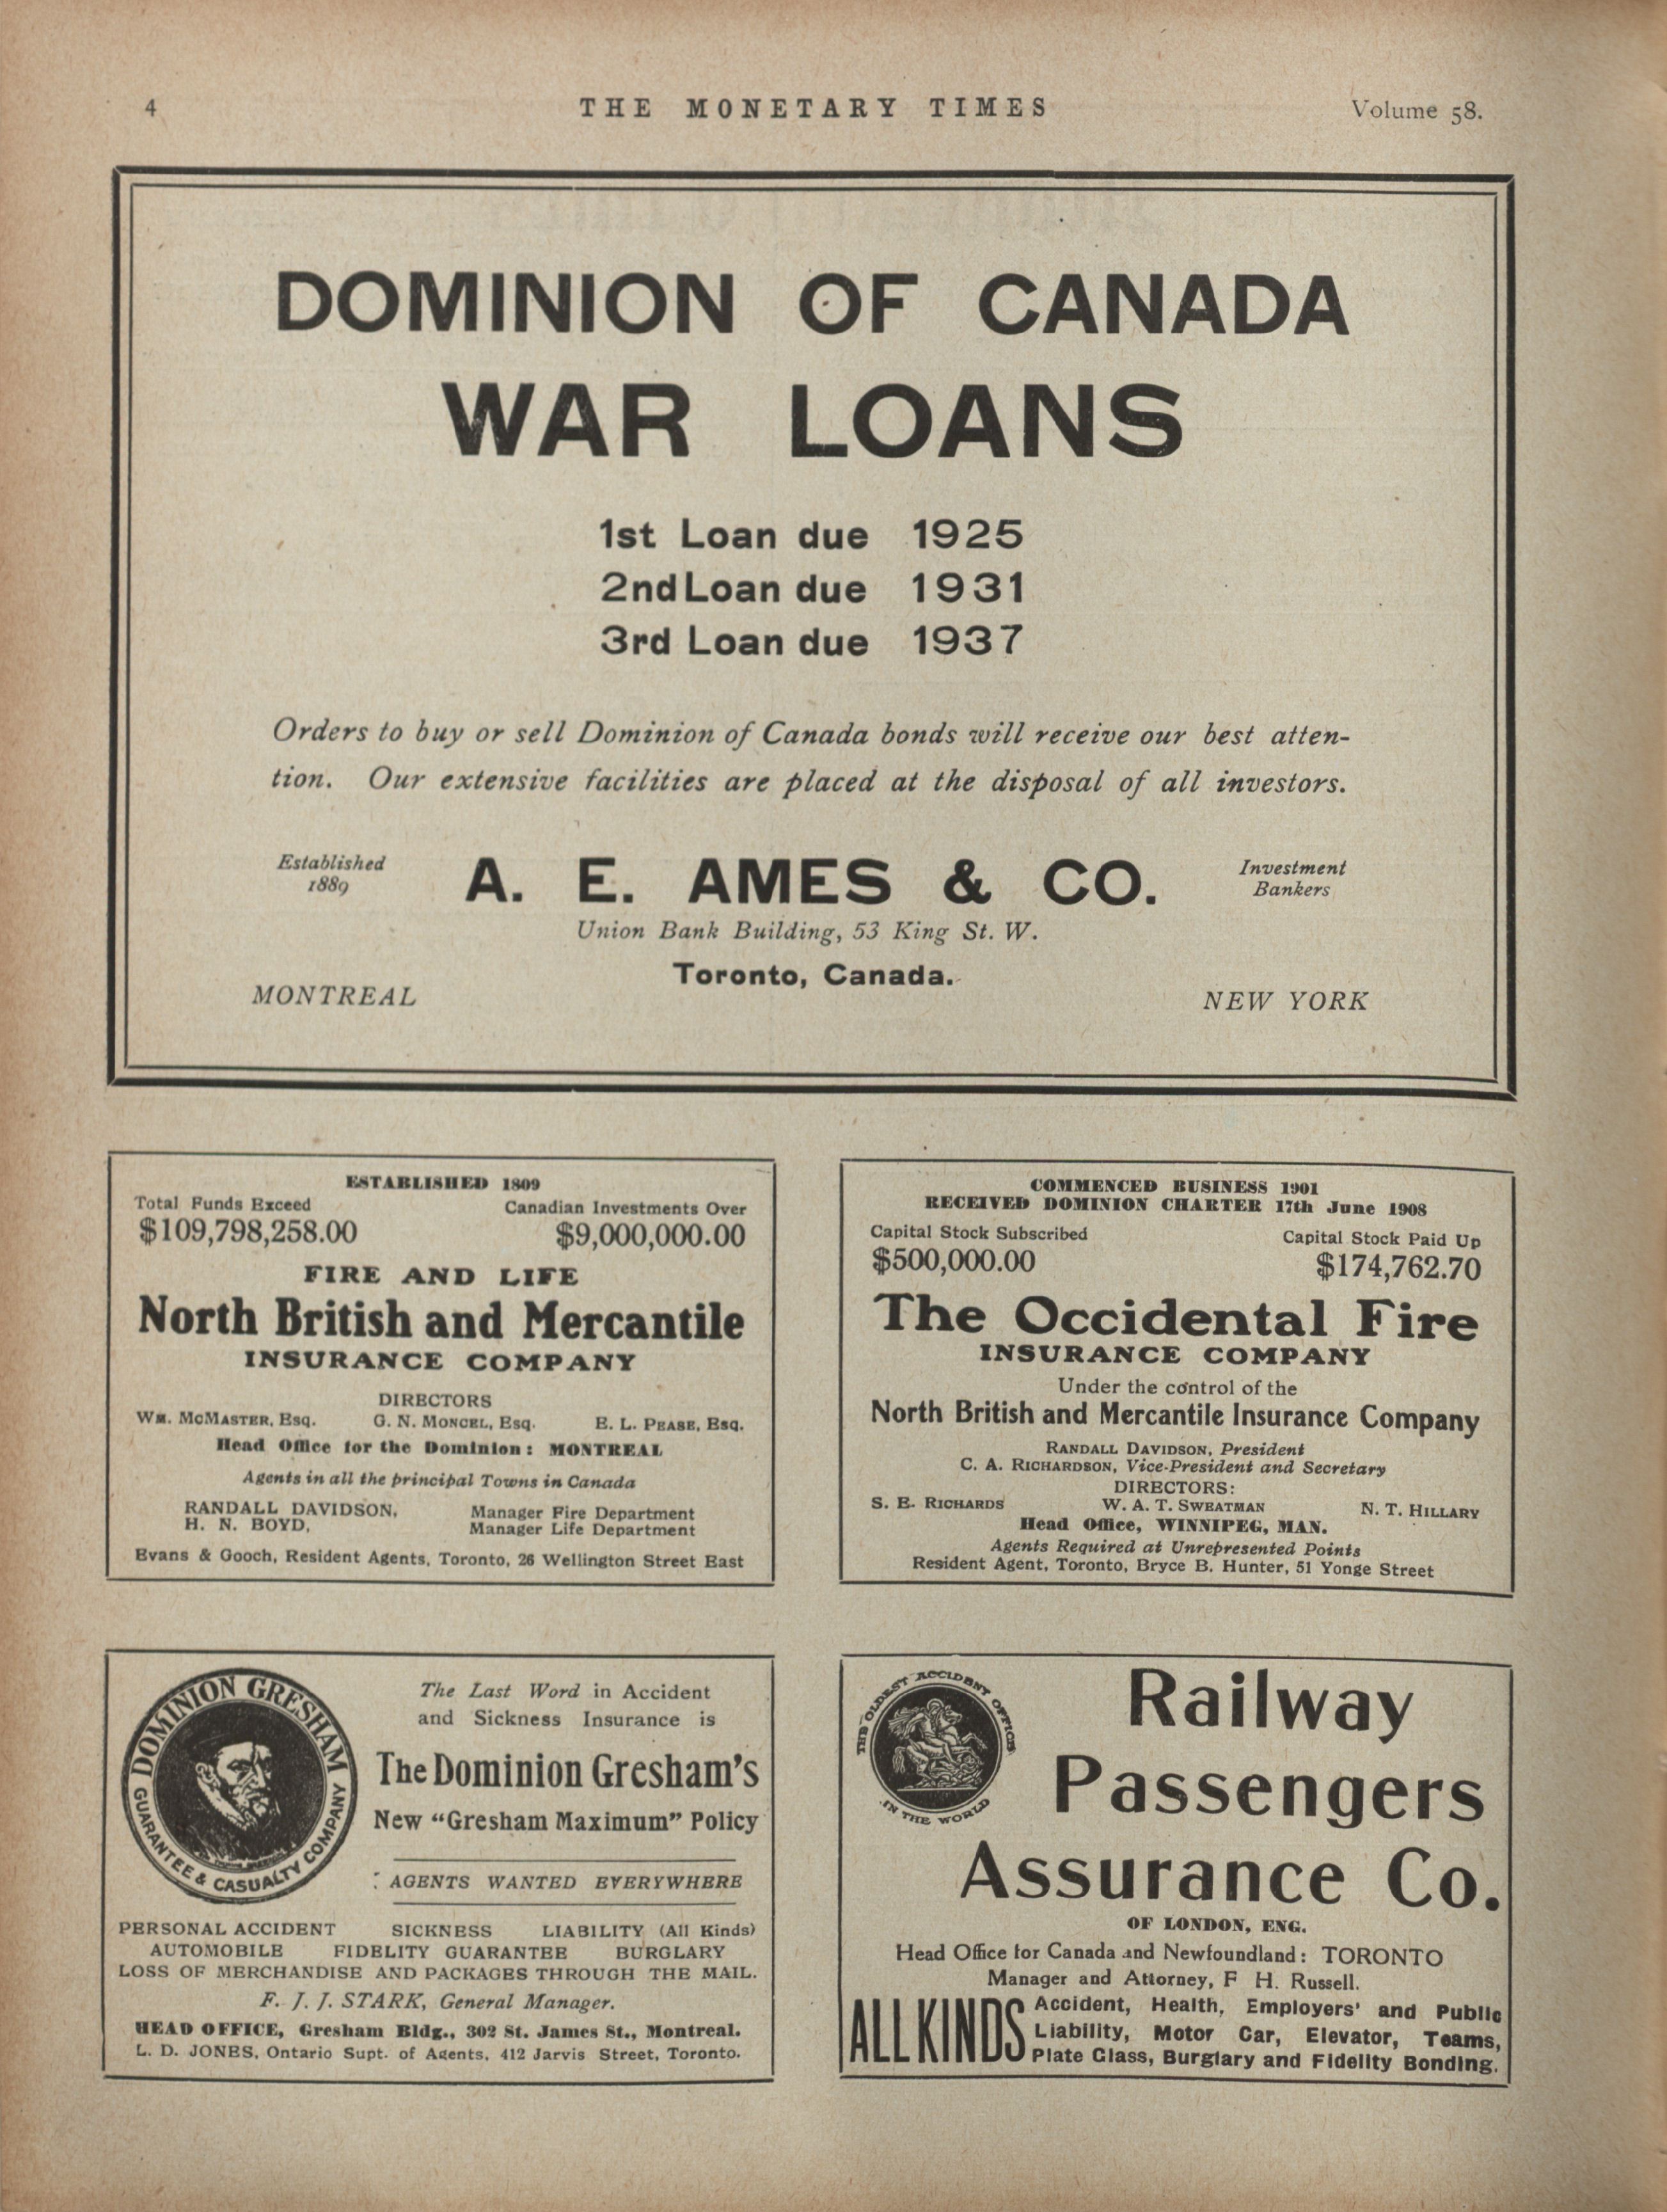 4
THE MONETARY TIMES
Volume 58.
DOMINION OF CANADA
WAR LOANS
1st Loan due 1925
2nd Loan due 1931
3rd Loan due 1937
Orders to buy or sell Dominion of Canada bonds will receive our best atten-
tion. Our extensive facilities are placed at the disposal of all investors.
Established
1889
A. E. AMES & CO.
Investment
Bankers
Union Bank Building, 53 King St. W.
Toronto, Canada.
MONTREAL
NEW YORK
ESTABLISHED 1809
Total Funds Exceed
Canadian Investments Over
$109,798,258.00
$9,000,000.00
FIRE AND LIFE
North British and Mercantile
INSURANCE COMPANY
DIRECTORS
WM. MCMASTER, Esq. G. N. MONCEL, Esq. E. L. PEASE, Esq.
Head Office for the Dominion: MONTREAL
Agents in all the principal Towns in Canada
RANDALL DAVIDSON, Manager Fire Department
H. N. BOYD, Manager Life Department
Evans & Gooch, Resident Agents, Toronto, 26 Wellington Street East
COMMENCED BUSINESS 1901
RECEIVED DOMINION CHARTER 17th June 1908
Capital Stock Subscribed
Capital Stock Paid Up
$500,000.00
$174,762.70
The Occidental Fire
INSURANCE COMPANY
Under the control of the
North British and Mercantile Insurance Company
RANDALL DAVIDSON, President
C. A. RICHARDSON, Vice-President and Secretary
DIRECTORS:
S. E. RICHARDS W. A. T. SWEATMAN N. T. HILLARY
Head Office, WINNIPEG, MAN.
Agents Required at Unrepresented Points
Resident Agent, Toronto, Bryce B. Hunter, 51 Yonge Street
DOMINION GRESHAM
GUARANTEE & CASUALTY COMPANY
The Last Word in Accident
and Sickness Insurance is
The Dominion Gresham's
New "Gresham Maximum" Policy
AGENTS WANTED EVERYWHERE
PERSONAL ACCIDENT SICKNESS LIABILITY (All Kinds)
AUTOMOBILE FIDELITY GUARANTEE BURGLARY
LOSS OF MERCHANDISE AND PACKAGES THROUGH THE MAIL.
F. J. J. STARK, General Manager.
HEAD OFFICE, Gresham Bldg., 302 St. James St., Montreal.
L. D. JONES, Ontario Supt. of Agents, 412 Jarvis Street, Toronto.
THE OLDEST ACCIDENT OFFICE
IN THE WORLD
Railway
Passengers
Assurance Co.
OF LONDON, ENG.
Head Office for Canada and Newfoundland: TORONTO
Manager and Attorney, F H. Russell.
ALL KINDS
Accident, Health, Employers' and Public
Liability, Motor Car, Elevator, Teams,
Plate Glass, Burglary and Fidelity Bonding.